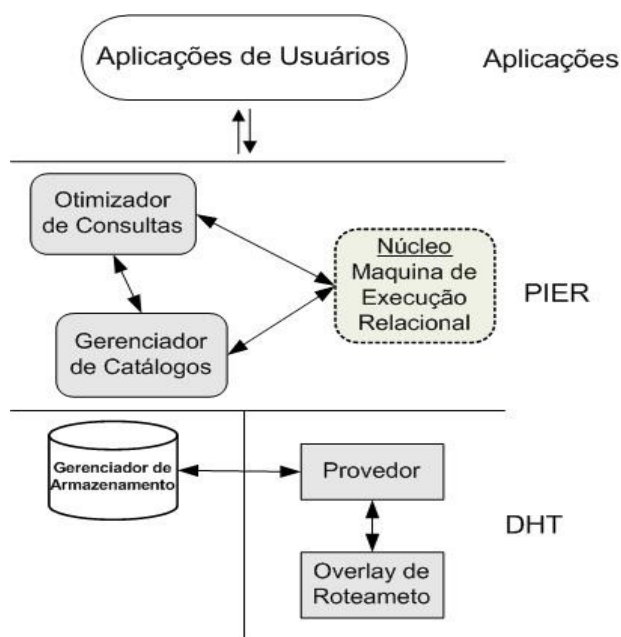 Aplicações de Usuários
Aplicações
Otimizador
de Consultas
Núcleo
Maquina de
Execução
Relacional
PIER
Gerenciador
de Catálogos
Gerenciador de
Armazenamento
Provedor
DHT
Overlay de
Roteameto